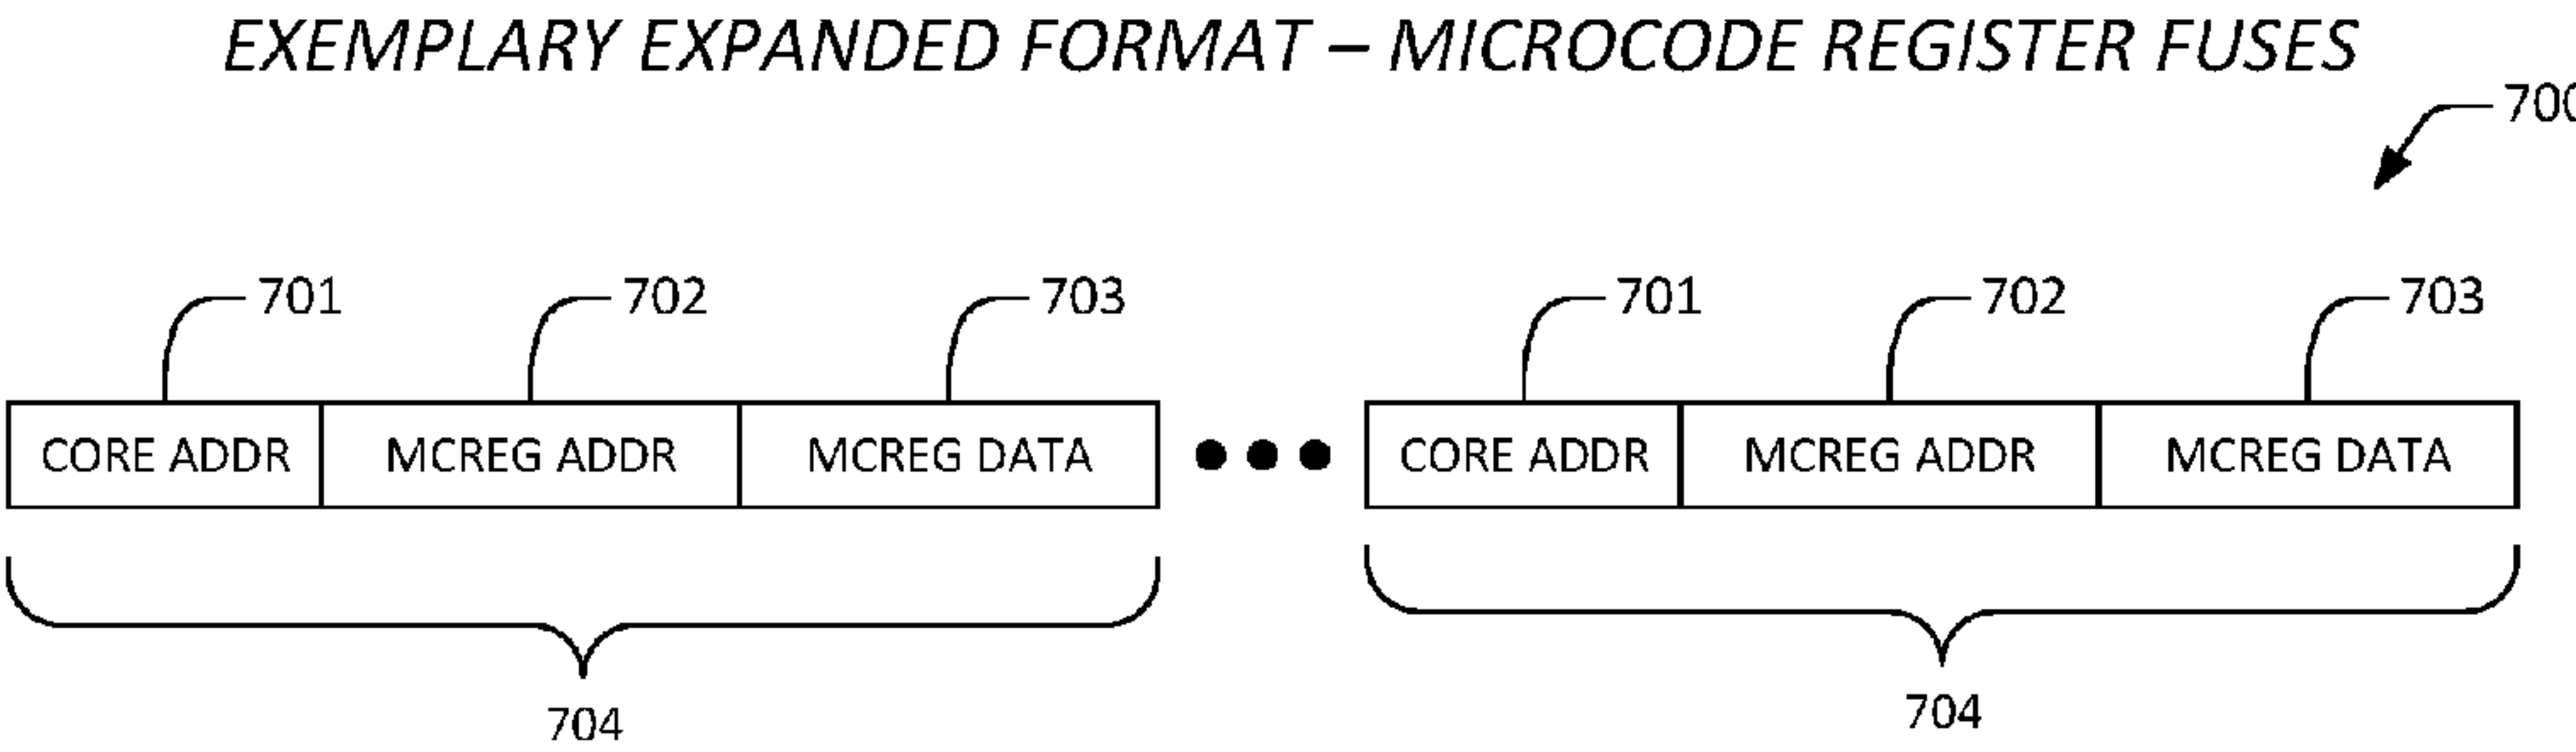 EXEMPLARY EXPANDED FORMAT – MICROCODE REGISTER FUSES
700
701 702 703 701 702 703
CORE ADDR MCREG ADDR MCREG DATA CORE ADDR MCREG ADDR MCREG DATA
704 704